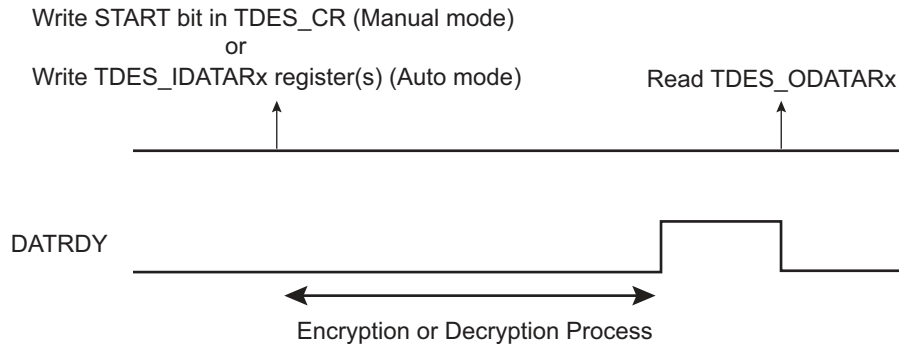 Write START bit in TDES_CR (Manual mode)
or
Write TDES_IDATARx register(s) (Auto mode)
Read TDES_ODATARx
DATRDY
Encryption or Decryption Process